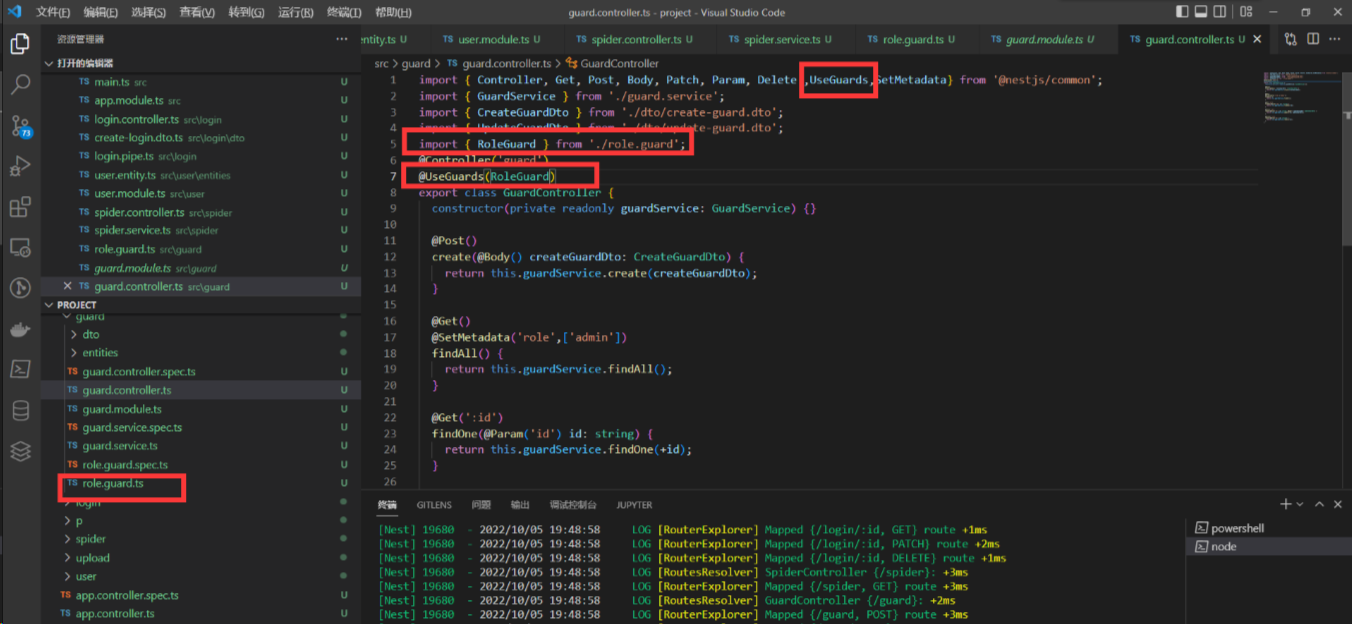 文件(F) 编辑(E) 选择(S) 查看(V) 转到(G) 运行(R) 终端(T) 帮助(H) guard.controller.ts - project - Visual Studio Code
资源管理器 ···
打开的编辑器
TS main.ts src U
TS app.module.ts src U
TS login.controller.ts src\login U
TS create-login.dto.ts src\login\dto U
TS login.pipe.ts src\login U
TS user.entity.ts src\user\entities U
TS user.module.ts src\user U
TS spider.controller.ts src\spider U
TS spider.service.ts src\spider U
TS role.guard.ts src\guard U
TS guard.module.ts src\guard U
TS guard.controller.ts src\guard U
73
PROJECT
guard
dto
entities
TS guard.controller.spec.ts U
TS guard.controller.ts U
TS guard.module.ts U
TS guard.service.spec.ts U
TS guard.service.ts U
TS role.guard.spec.ts U
TS role.guard.ts U
login
p
spider
upload
user
TS app.controller.spec.ts U
TS app.controller.ts U
entity.ts U TS user.module.ts U TS spider.controller.ts U TS spider.service.ts U TS role.guard.ts U TS guard.module.ts U TS guard.controller.ts U
src > guard > TS guard.controller.ts > GuardController
1 import { Controller, Get, Post, Body, Patch, Param, Delete ,UseGuards,SetMetadata} from '@nestjs/common';
2 import { GuardService } from './guard.service';
3 import { CreateGuardDto } from './dto/create-guard.dto';
4 import { UpdateGuardDto } from './dto/update-guard.dto';
5 import { RoleGuard } from './role.guard';
6 @Controller('guard')
7 @UseGuards(RoleGuard)
8 export class GuardController {
9 constructor(private readonly guardService: GuardService) {}
10
11 @Post()
12 create(@Body() createGuardDto: CreateGuardDto) {
13 return this.guardService.create(createGuardDto);
14 }
15
16 @Get()
17 @SetMetadata('role',['admin'])
18 findAll() {
19 return this.guardService.findAll();
20 }
21
22 @Get(':id')
23 findOne(@Param('id') id: string) {
24 return this.guardService.findOne(+id);
25 }
26
终端 GITLENS 问题 输出 调试控制台 JUPYTER
[Nest] 19680 - 2022/10/05 19:48:58 LOG [RouterExplorer] Mapped {/login/:id, GET} route +1ms
[Nest] 19680 - 2022/10/05 19:48:58 LOG [RouterExplorer] Mapped {/login/:id, PATCH} route +2ms
[Nest] 19680 - 2022/10/05 19:48:58 LOG [RouterExplorer] Mapped {/login/:id, DELETE} route +1ms
[Nest] 19680 - 2022/10/05 19:48:58 LOG [RoutesResolver] SpiderController {/spider}: +3ms
[Nest] 19680 - 2022/10/05 19:48:58 LOG [RouterExplorer] Mapped {/spider, GET} route +3ms
[Nest] 19680 - 2022/10/05 19:48:58 LOG [RoutesResolver] GuardController {/guard}: +2ms
[Nest] 19680 - 2022/10/05 19:48:58 LOG [RouterExplorer] Mapped {/guard, POST} route +3ms
powershell
node